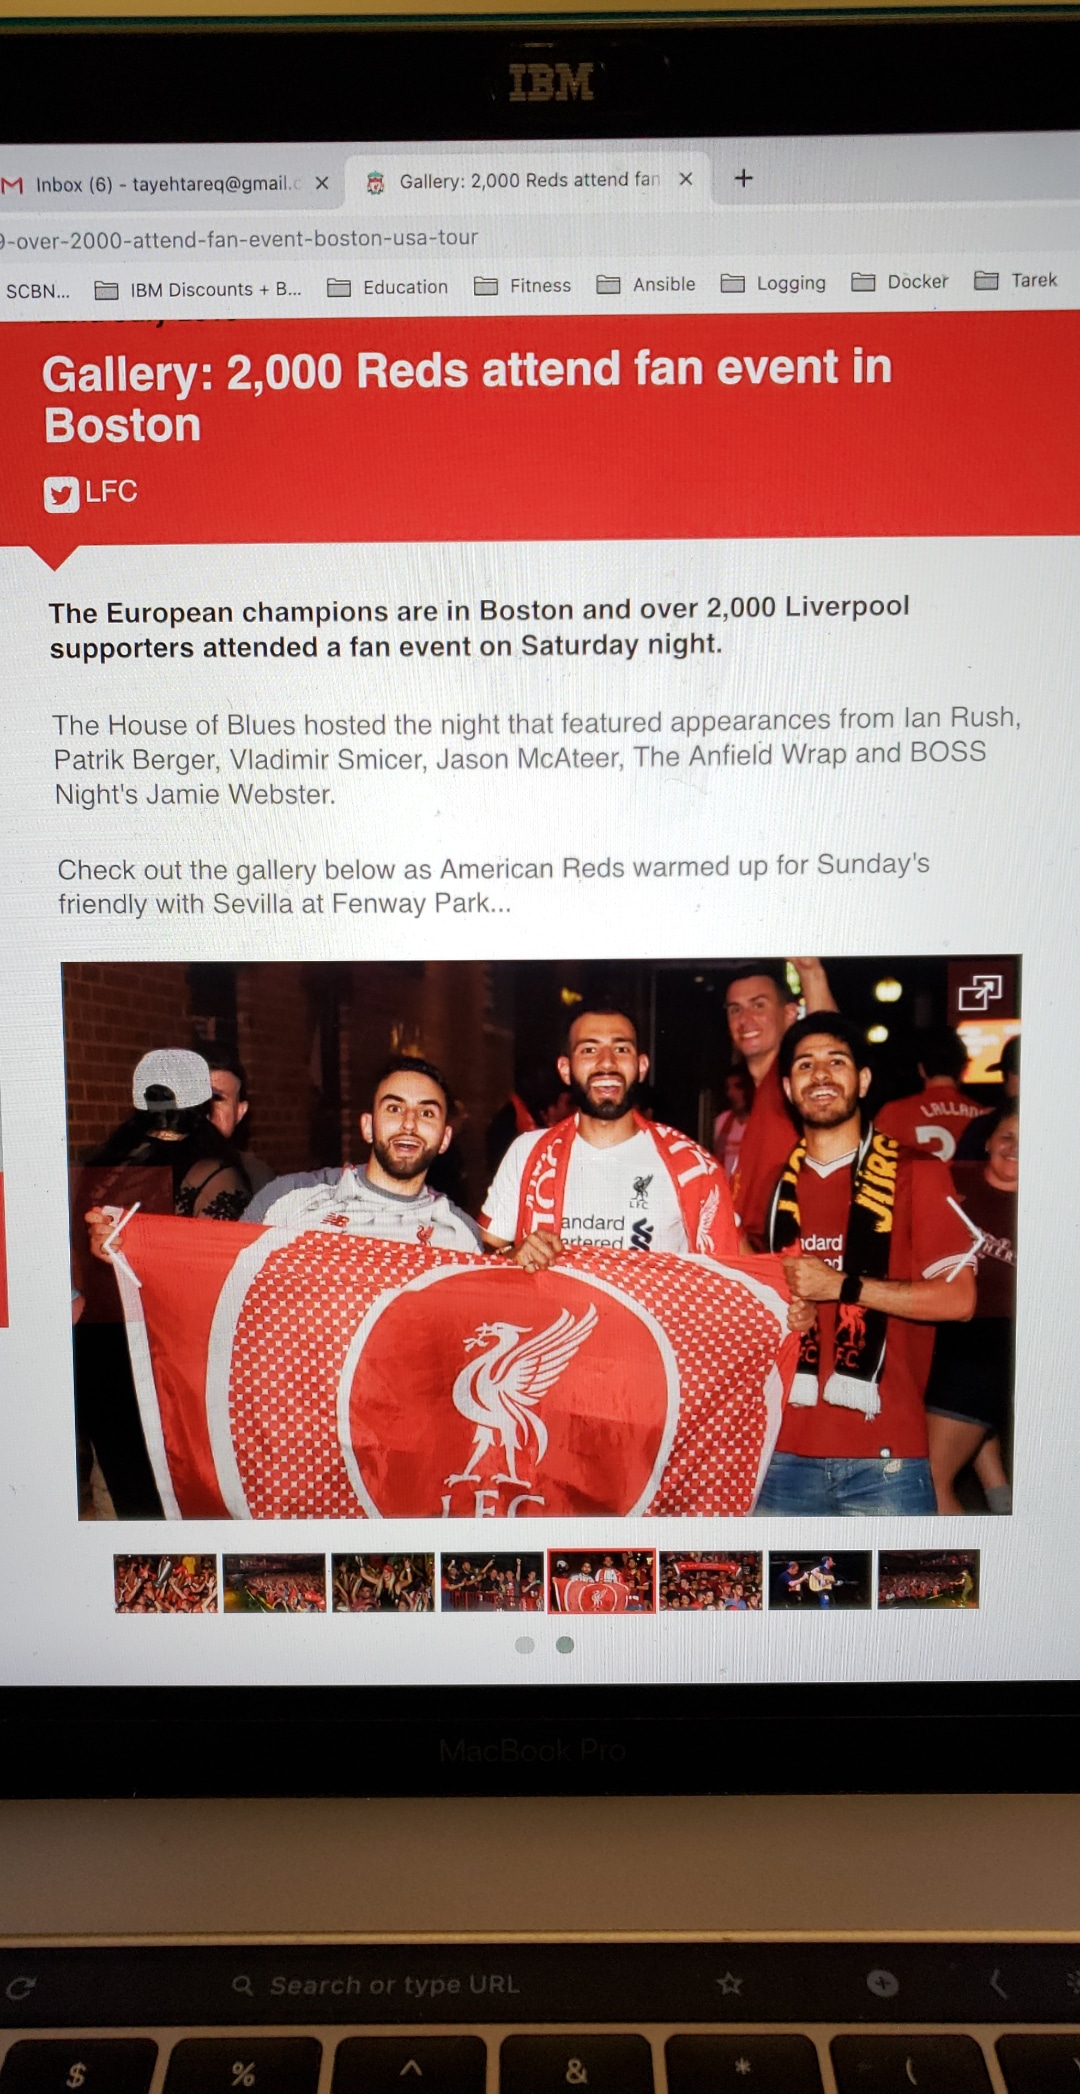 IBM
Inbox (6) - tayehtareq@gmail.c
Gallery: 2,000 Reds attend fan
9-over-2000-attend-fan-event-boston-usa-tour
SCBN... IBM Discounts + B... Education Fitness Ansible Logging Docker Tarek
Gallery: 2,000 Reds attend fan event in
Boston
LFC
The European champions are in Boston and over 2,000 Liverpool
supporters attended a fan event on Saturday night.
The House of Blues hosted the night that featured appearances from Ian Rush,
Patrik Berger, Vladimir Smicer, Jason McAteer, The Anfield Wrap and BOSS
Night's Jamie Webster.
Check out the gallery below as American Reds warmed up for Sunday's
friendly with Sevilla at Fenway Park...
LALLAN
2
JÜRG
LFC
andard
artered
ndard
NB
LFC
MacBook Pro
Search or type URL
$ % ^ & * (